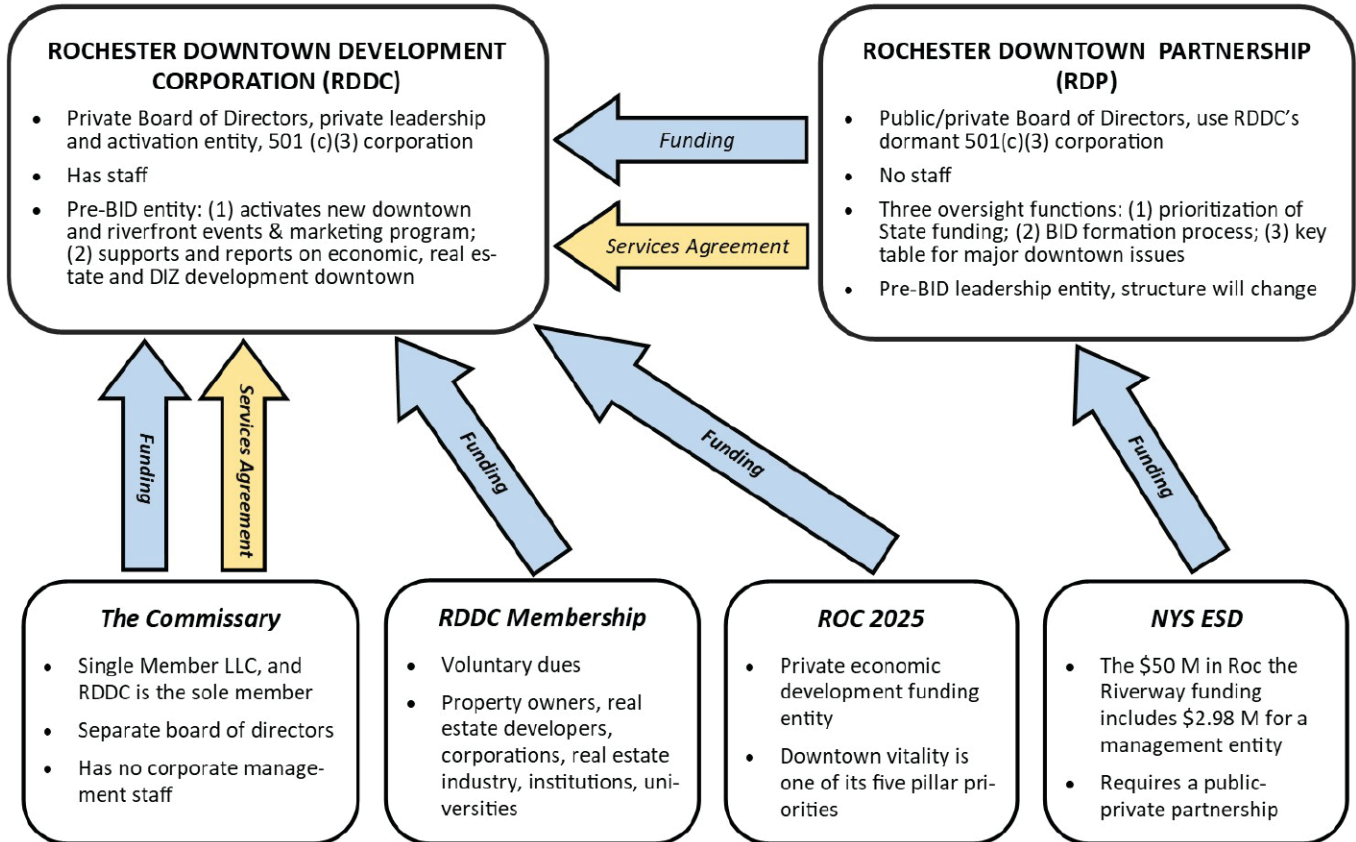 ROCHESTER DOWNTOWN DEVELOPMENT
CORPORATION (RDDC)
• Private Board of Directors, private leadership
and activation entity, 501 (c)(3) corporation
• Has staff
• Pre-BID entity: (1) activates new downtown
and riverfront events & marketing program;
(2) supports and reports on economic, real es-
tate and DIZ development downtown
Funding
Services Agreement
ROCHESTER DOWNTOWN PARTNERSHIP
(RDP)
• Public/private Board of Directors, use RDDC’s
dormant 501(c)(3) corporation
• No staff
• Three oversight functions: (1) prioritization of
State funding; (2) BID formation process; (3) key
table for major downtown issues
• Pre-BID leadership entity, structure will change
Funding
Services Agreement
Funding
Funding
Funding
The Commissary
• Single Member LLC, and
RDDC is the sole member
• Separate board of directors
• Has no corporate manage-
ment staff
RDDC Membership
• Voluntary dues
• Property owners, real
estate developers,
corporations, real estate
industry, institutions, uni-
versities
ROC 2025
• Private economic
development funding
entity
• Downtown vitality is
one of its five pillar pri-
orities
NYS ESD
• The $50 M in Roc the
Riverway funding
includes $2.98 M for a
management entity
• Requires a public-
private partnership